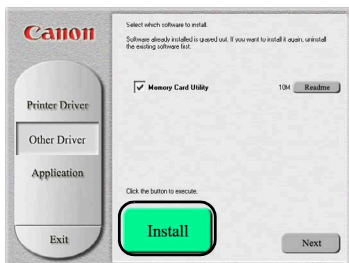 Canon
Select which software to install.
Software already installed is grayed out. If you want to install it again, uninstall
the existing software first.
Memory Card Utility 10M Readme
Printer Driver
Other Driver
Application
Click the button to execute.
Install
Exit
Next